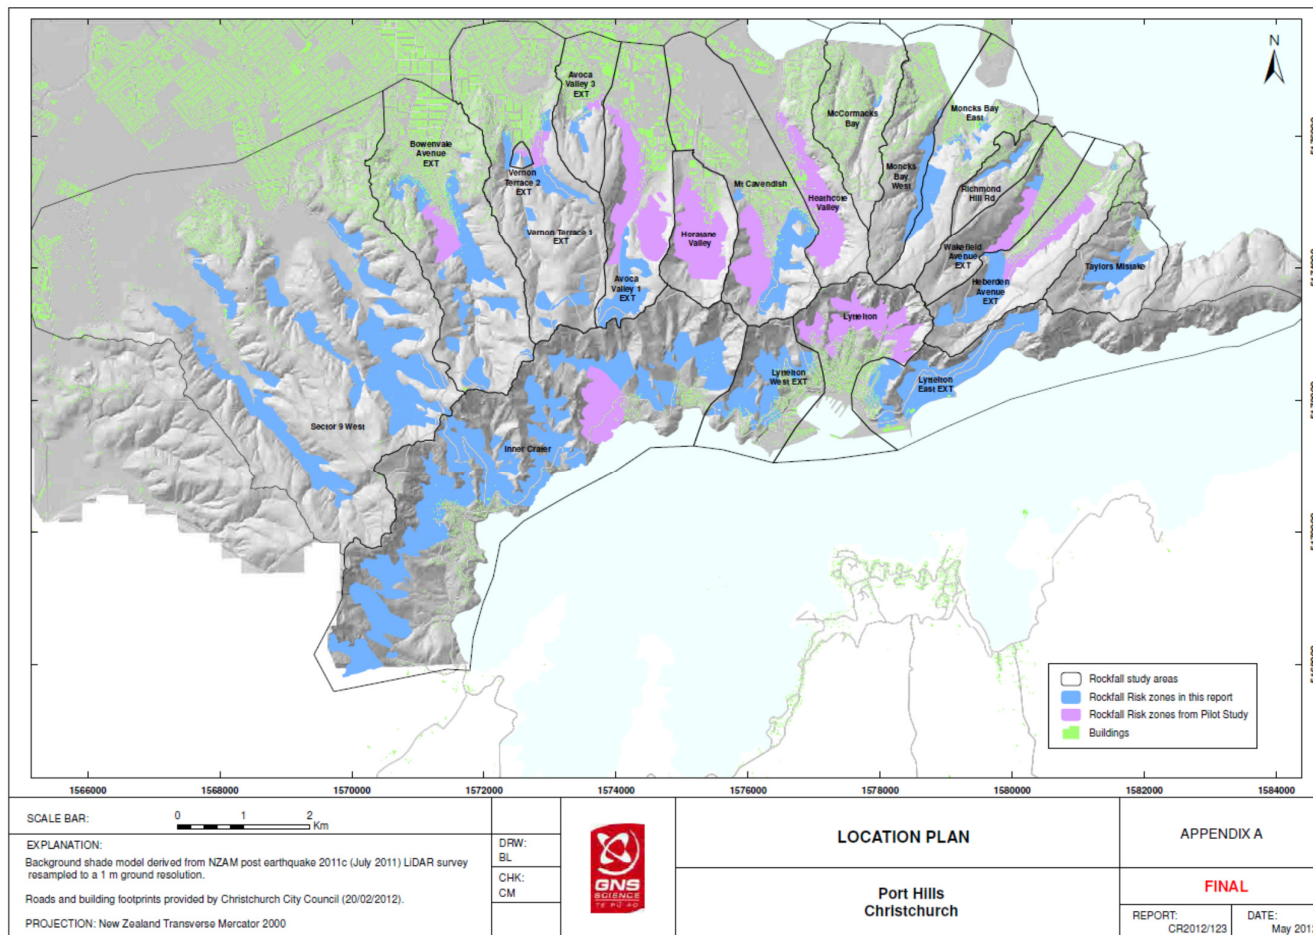 N
Avoca
Valley 3
EXT
McCormacks
Bay
Moncks Bay
East
Bowenvale
Avenue
EXT
Vernon
Terrace 2
EXT
Mt Cavendish
Moncks
Bay
West
Richmond
Hill Rd
Heathcote
Valley
Vernon Terrace 1
EXT
Horotane
Valley
Wakefield
Avenue
EXT
Taylors Mistake
Avoca
Valley 1
EXT
Heberden
Avenue
EXT
Lyttelton
Lyttelton
West EXT
Lyttelton
East EXT
Sector 9 West
Inner Crater
Rockfall study areas
Rockfall Risk zones in this report
Rockfall Risk zones from Pilot Study
Buildings
1566000 1568000 1570000 1572000 1574000 1576000 1578000 1580000 1582000 1584000
SCALE BAR:
0 1 2
Km
EXPLANATION:
Background shade model derived from NZAM post earthquake 2011c (July 2011) LiDAR survey
resampled to a 1 m ground resolution.
Roads and building footprints provided by Christchurch City Council (20/02/2012).
PROJECTION: New Zealand Transverse Mercator 2000
DRW:
BL
CHK:
CM
GNS
SCIENCE
TE PŪ AO
LOCATION PLAN
Port Hills
Christchurch
APPENDIX A
FINAL
REPORT:
CR2012/123
DATE:
May 201